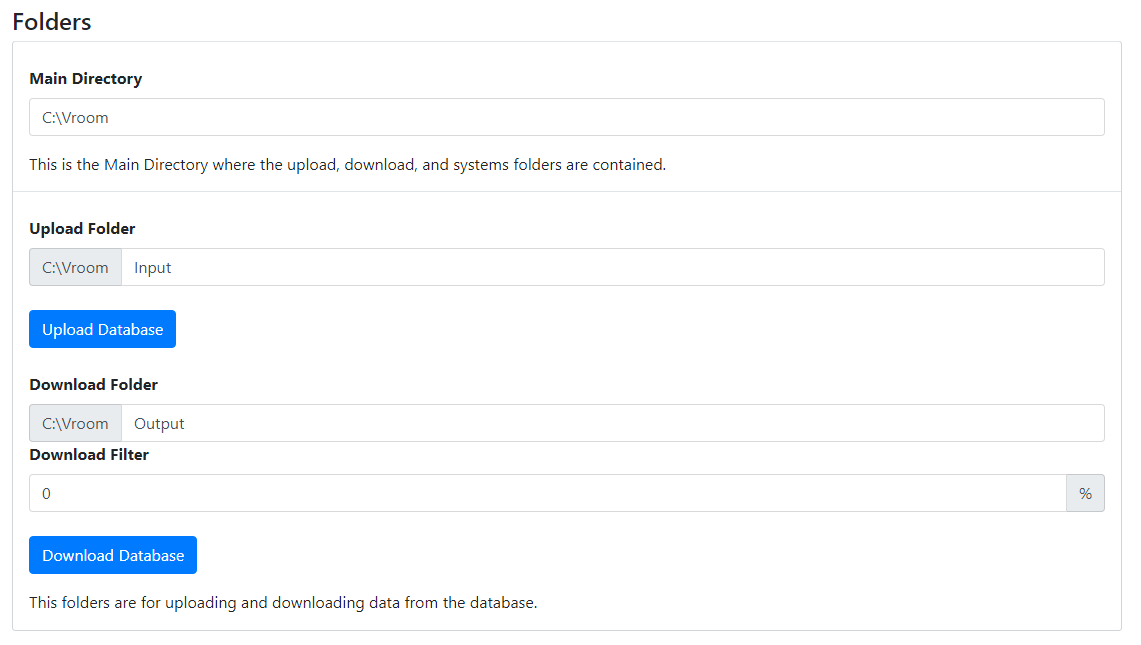 Folders
Main Directory
C:\Vroom
This is the Main Directory where the upload, download, and systems folders are contained.
Upload Folder
C:\Vroom Input
Upload Database
Download Folder
C:\Vroom Output
Download Filter
0 %
Download Database
This folders are for uploading and downloading data from the database.